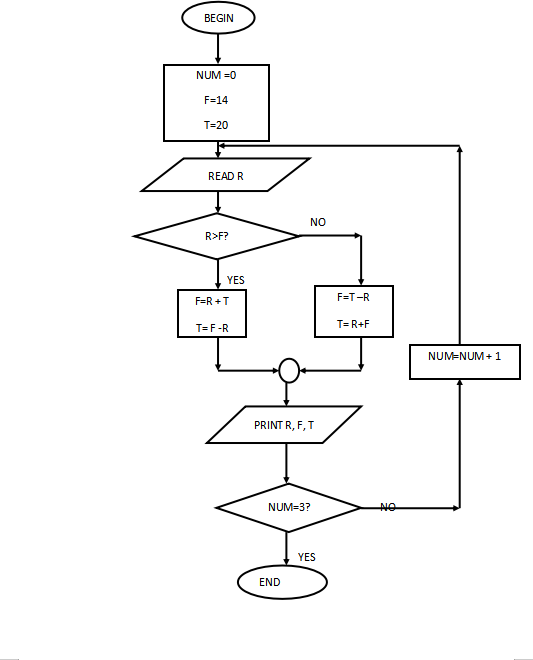 BEGIN
NUM =0
F=14
T=20
READ R
R>F?
NO
YES
F=R + T
T= F -R
F=T –R
T= R+F
NUM=NUM + 1
PRINT R, F, T
NUM=3?
NO
YES
END